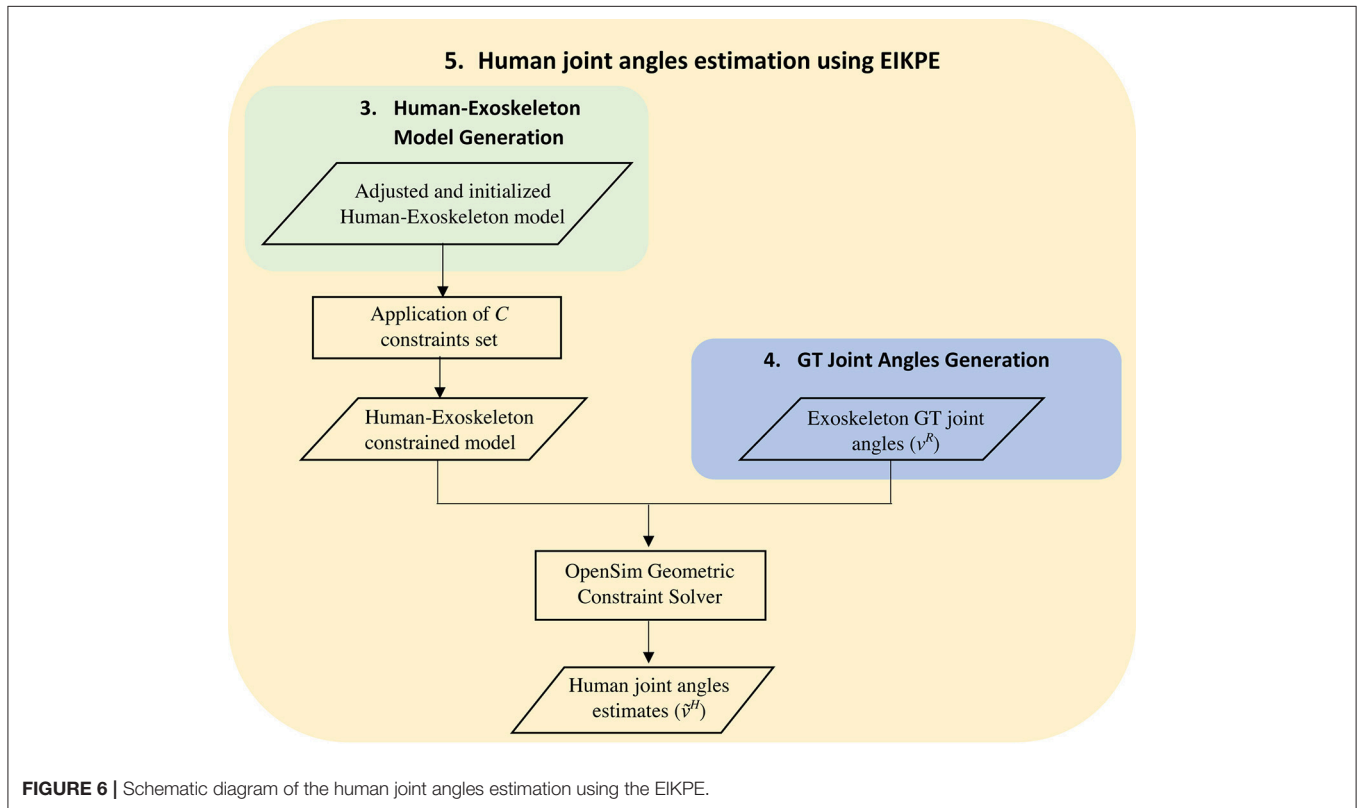 5. Human joint angles estimation using EIKPE
3. Human-Exoskeleton
Model Generation
Adjusted and initialized
Human-Exoskeleton model
Application of C
constraints set
4. GT Joint Angles Generation
Human-Exoskeleton
constrained model
Exoskeleton GT joint
angles (v^R)
OpenSim Geometric
Constraint Solver
Human joint angles
estimates (ṽ^H)
FIGURE 6 | Schematic diagram of the human joint angles estimation using the EIKPE.